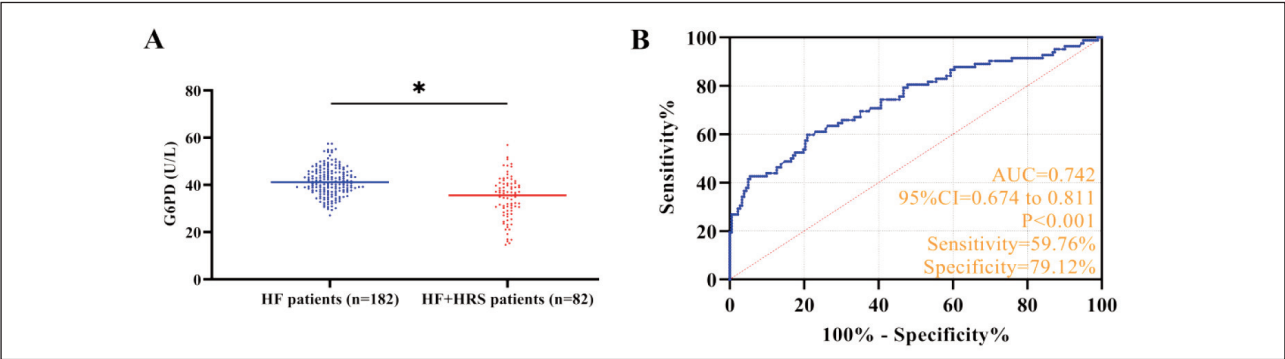 A
*
80
60
40
20
0
G6PD (U/L)
HF patients (n=182)
HF+HRS patients (n=82)
B
100
80
60
40
20
0
Sensitivity%
AUC=0.742
95%CI=0.674 to 0.811
P<0.001
Sensitivity=59.76%
Specificity=79.12%
0 20 40 60 80 100
100% - Specificity%